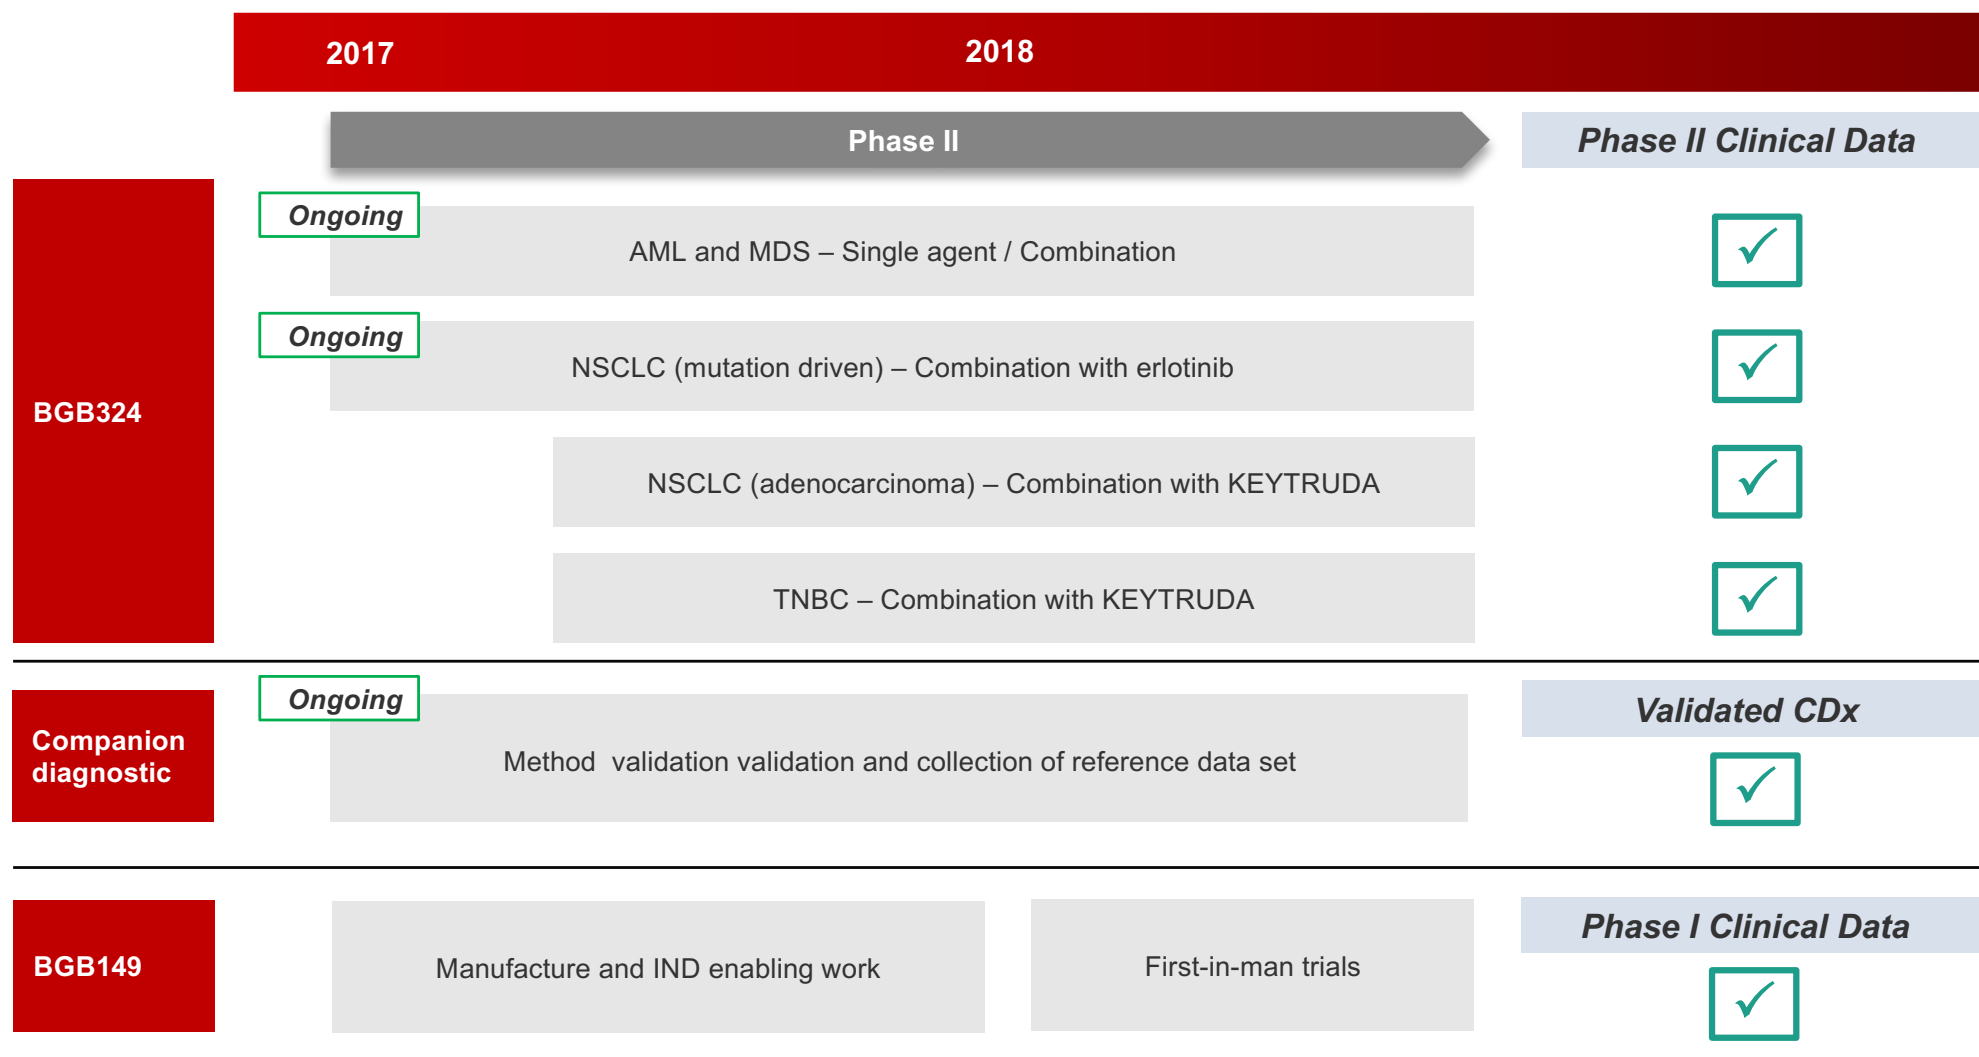 2017
2018
Phase II
Phase II Clinical Data
BGB324
Ongoing
AML and MDS – Single agent / Combination
Ongoing
NSCLC (mutation driven) – Combination with erlotinib
NSCLC (adenocarcinoma) – Combination with KEYTRUDA
TNBC – Combination with KEYTRUDA
Companion
diagnostic
Ongoing
Method  validation validation and collection of reference data set
Validated CDx
BGB149
Manufacture and IND enabling work
First-in-man trials
Phase I Clinical Data